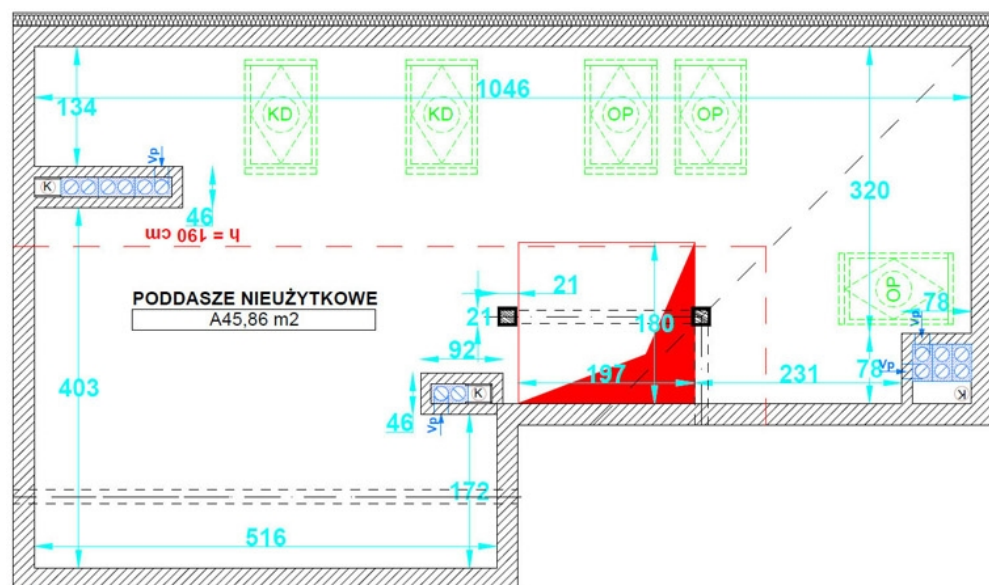 KD
KD
OP
OP
1046
134
Vp
K
46
h = 190 cm
320
PODDASZE NIEUŻYTKOWE
A45,86 m2
OP
21
21
180
78
Vp
92
197
231
Vp
78
403
K
K
46
Vp
172
516